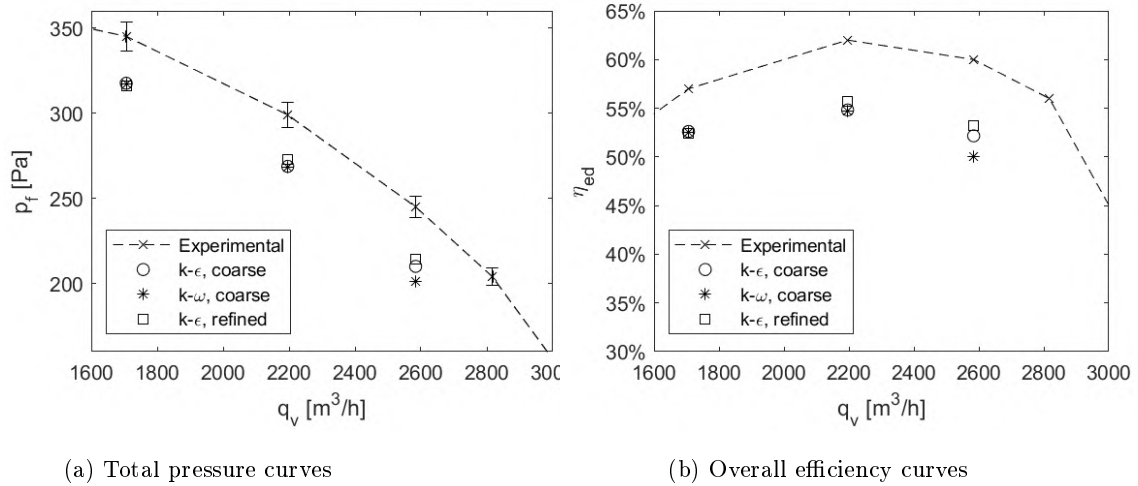 350
300
250
200
p_f [Pa]
Experimental
k-ϵ, coarse
k-ω, coarse
k-ϵ, refined
1600 1800 2000 2200 2400 2600 2800 300
q_v [m³/h]
(a) Total pressure curves
65%
60%
55%
50%
45%
40%
35%
30%
η_ed
Experimental
k-ϵ, coarse
k-ω, coarse
k-ϵ, refined
1600 1800 2000 2200 2400 2600 2800 3000
q_v [m³/h]
(b) Overall efficiency curves